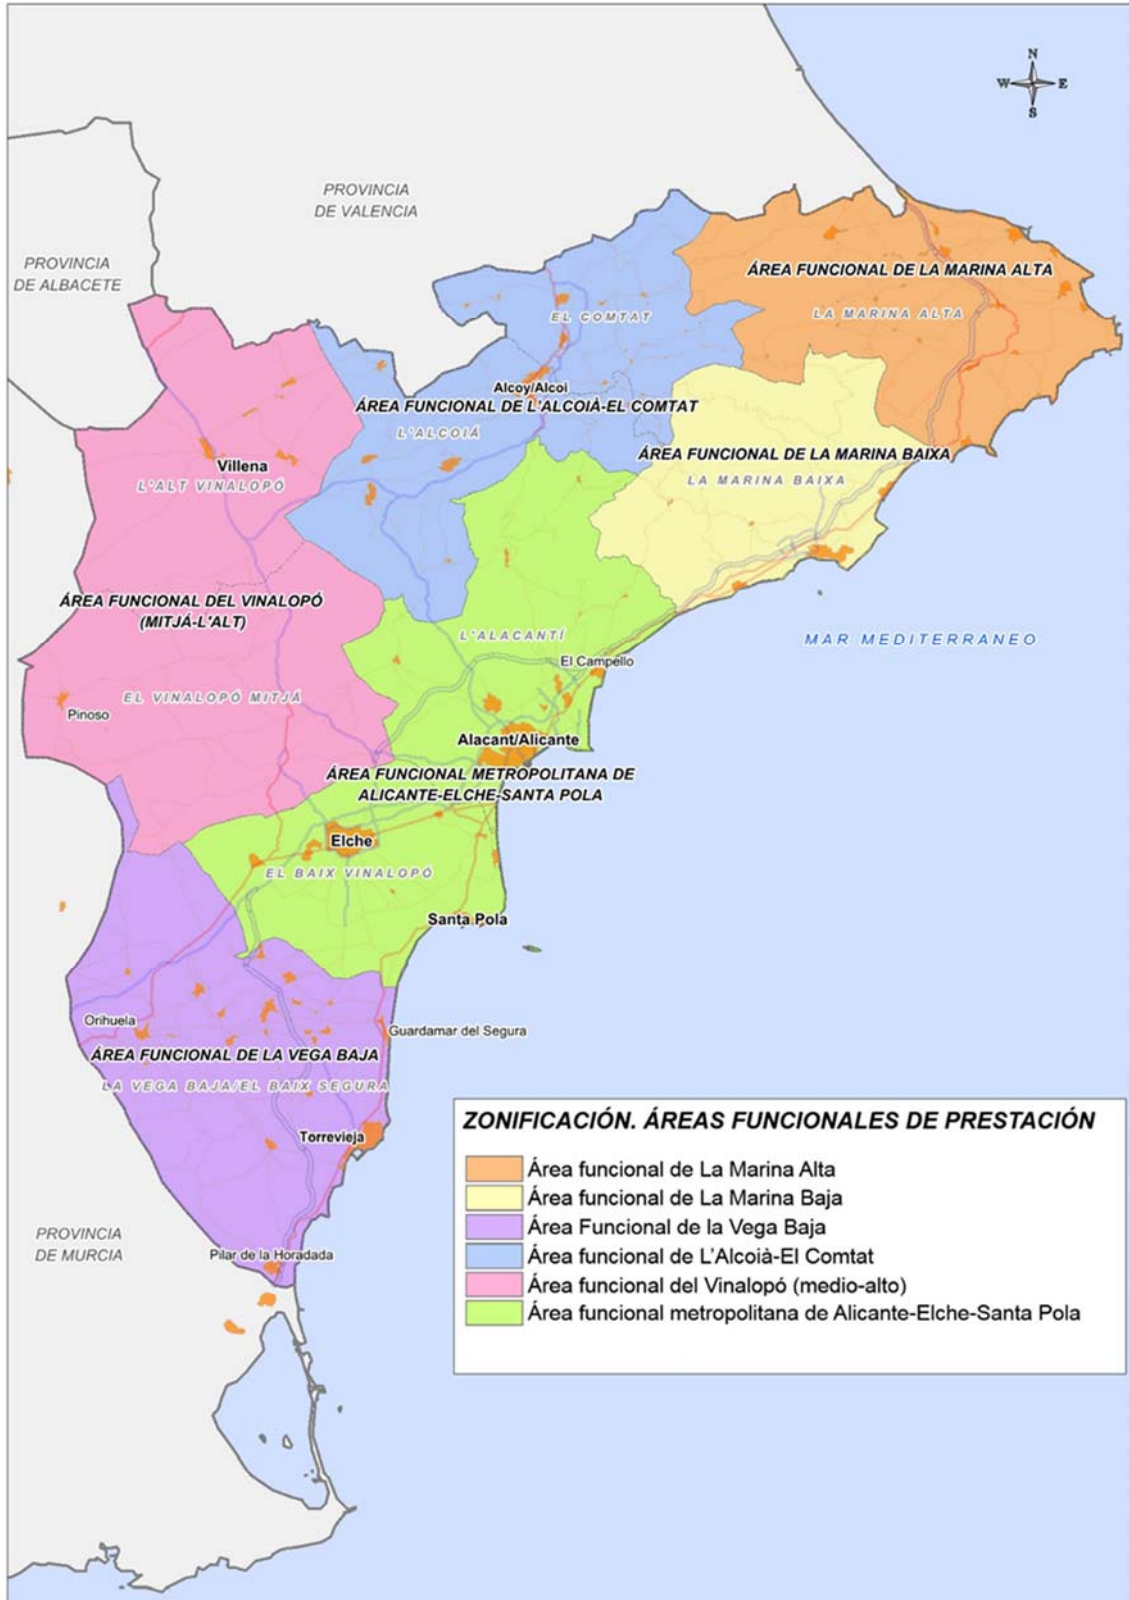 N
W E
S
PROVINCIA
DE VALENCIA
PROVINCIA
DE ALBACETE
ÁREA FUNCIONAL DE LA MARINA ALTA
LA MARINA ALTA
EL COMTAT
Alcoy/Alcoi
ÁREA FUNCIONAL DE L'ALCOIÀ-EL COMTAT
L'ALCOIÁ
ÁREA FUNCIONAL DE LA MARINA BAIXA
LA MARINA BAIXA
Villena
L'ALT VINALOPÓ
ÁREA FUNCIONAL DEL VINALOPÓ
(MITJÁ-L'ALT)
L'ALACANTÍ
MAR MEDITERRANEO
El Campello
EL VINALOPÓ MITJÁ
Pinoso
Alacant/Alicante
ÁREA FUNCIONAL METROPOLITANA DE
ALICANTE-ELCHE-SANTA POLA
Elche
EL BAIX VINALOPÓ
Santa Pola
Orihuela
Guardamar del Segura
ÁREA FUNCIONAL DE LA VEGA BAJA
LA VEGA BAJA/EL BAIX SEGURA
Torrevieja
PROVINCIA
DE MURCIA
Pilar de la Horadada
ZONIFICACIÓN. ÁREAS FUNCIONALES DE PRESTACIÓN
Área funcional de La Marina Alta
Área funcional de La Marina Baja
Área Funcional de la Vega Baja
Área funcional de L'Alcoià-El Comtat
Área funcional del Vinalopó (medio-alto)
Área funcional metropolitana de Alicante-Elche-Santa Pola